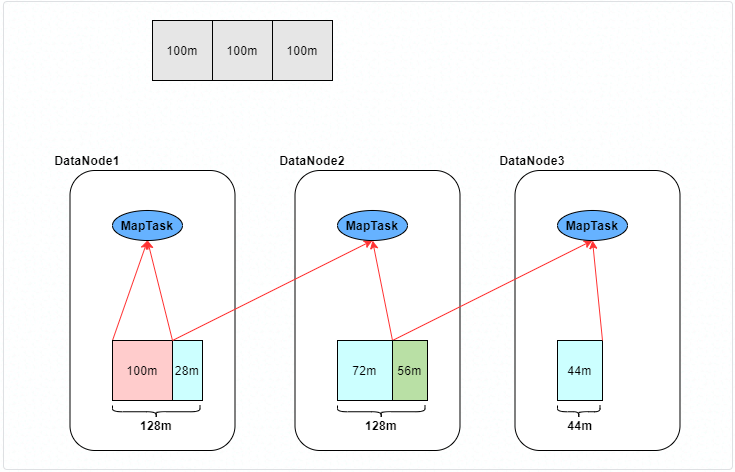 100m 100m 100m
DataNode1 DataNode2 DataNode3
MapTask MapTask MapTask
100m 28m 72m 56m 44m
128m 128m 44m